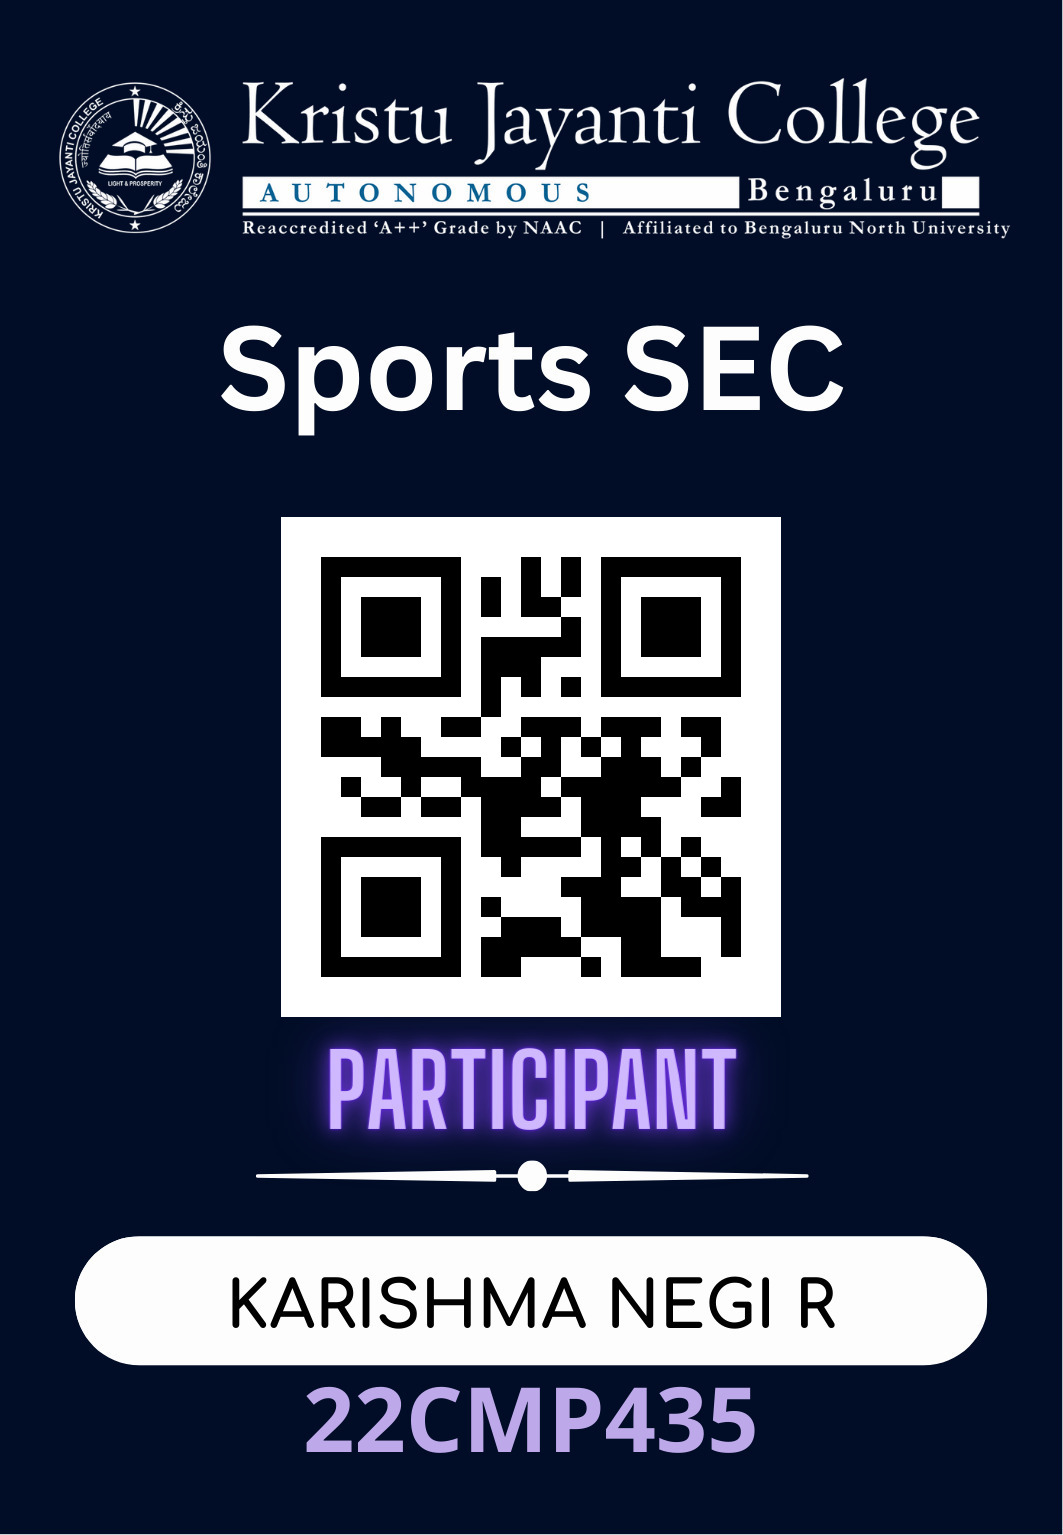 KRISTU JAYANTI COLLEGE
ಕ್ರಿಸ್ತು ಜಯಂತಿ ಕಾಲೇಜು
LIGHT & PROSPERITY
Kristu Jayanti College
AUTONOMOUS Bengaluru
Reaccredited ‘A++’ Grade by NAAC | Affiliated to Bengaluru North University
Sports SEC
PARTICIPANT
KARISHMA NEGI R
22CMP435